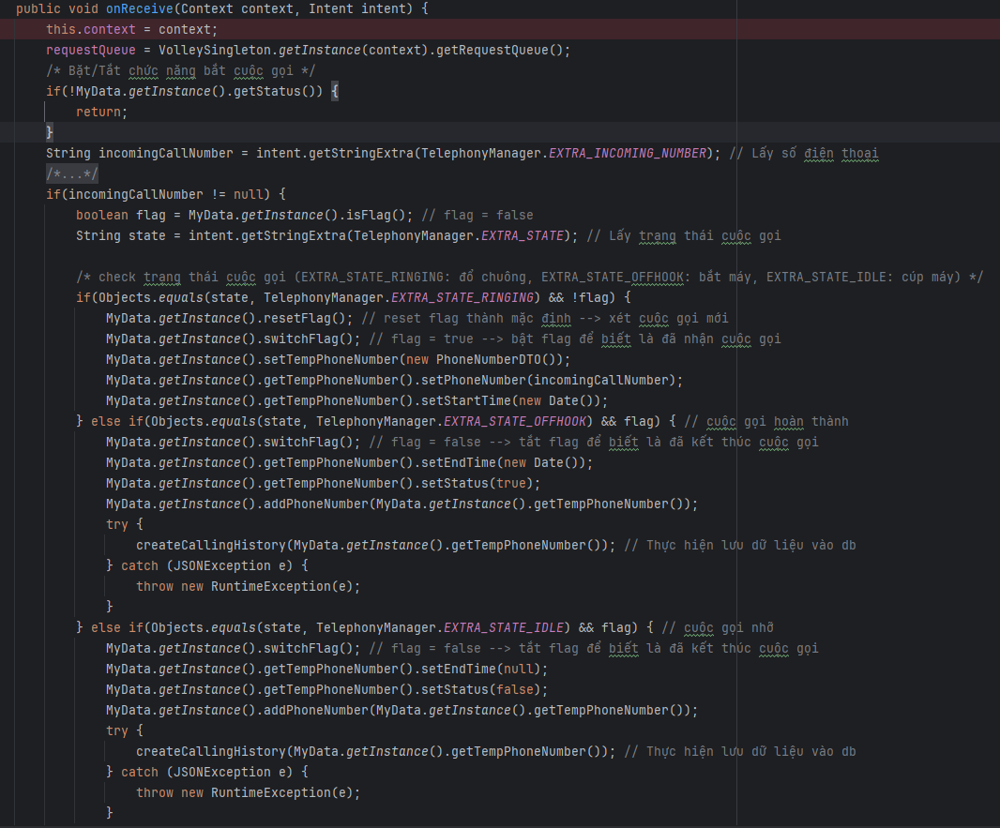 public void onReceive(Context context, Intent intent) {
    this.context = context;
    requestQueue = VolleySingleton.getInstance(context).getRequestQueue();
    /* Bặt/Tắt chức năng bắt cuộc gọi */
    if(!MyData.getInstance().getStatus()) {
        return;
    }
    String incomingCallNumber = intent.getStringExtra(TelephonyManager.EXTRA_INCOMING_NUMBER); // Lấy số điện thoại
    /*...*/
    if(incomingCallNumber != null) {
        boolean flag = MyData.getInstance().isFlag(); // flag = false
        String state = intent.getStringExtra(TelephonyManager.EXTRA_STATE); // Lấy trạng thái cuộc gọi
        /* check trạng thái cuộc gọi (EXTRA_STATE_RINGING: đổ chuông, EXTRA_STATE_OFFHOOK: bắt máy, EXTRA_STATE_IDLE: cúp máy) */
        if(Objects.equals(state, TelephonyManager.EXTRA_STATE_RINGING) && !flag) {
            MyData.getInstance().resetFlag(); // reset flag thành mặc định --> xét cuộc gọi mới
            MyData.getInstance().switchFlag(); // flag = true --> bật flag để biết là đã nhận cuộc gọi
            MyData.getInstance().setTempPhoneNumber(new PhoneNumberDTO());
            MyData.getInstance().getTempPhoneNumber().setPhoneNumber(incomingCallNumber);
            MyData.getInstance().getTempPhoneNumber().setStartTime(new Date());
        } else if(Objects.equals(state, TelephonyManager.EXTRA_STATE_OFFHOOK) && flag) { // cuộc gọi hoàn thành
            MyData.getInstance().switchFlag(); // flag = false --> tắt flag để biết là đã kết thúc cuộc gọi
            MyData.getInstance().getTempPhoneNumber().setEndTime(new Date());
            MyData.getInstance().getTempPhoneNumber().setStatus(true);
            MyData.getInstance().addPhoneNumber(MyData.getInstance().getTempPhoneNumber());
            try {
                createCallingHistory(MyData.getInstance().getTempPhoneNumber()); // Thực hiện lưu dữ liệu vào db
            } catch (JSONException e) {
                throw new RuntimeException(e);
            }
        } else if(Objects.equals(state, TelephonyManager.EXTRA_STATE_IDLE) && flag) { // cuộc gọi nhỡ
            MyData.getInstance().switchFlag(); // flag = false --> tắt flag để biết là đã kết thúc cuộc gọi
            MyData.getInstance().getTempPhoneNumber().setEndTime(null);
            MyData.getInstance().getTempPhoneNumber().setStatus(false);
            MyData.getInstance().addPhoneNumber(MyData.getInstance().getTempPhoneNumber());
            try {
                createCallingHistory(MyData.getInstance().getTempPhoneNumber()); // Thực hiện lưu dữ liệu vào db
            } catch (JSONException e) {
                throw new RuntimeException(e);
            }